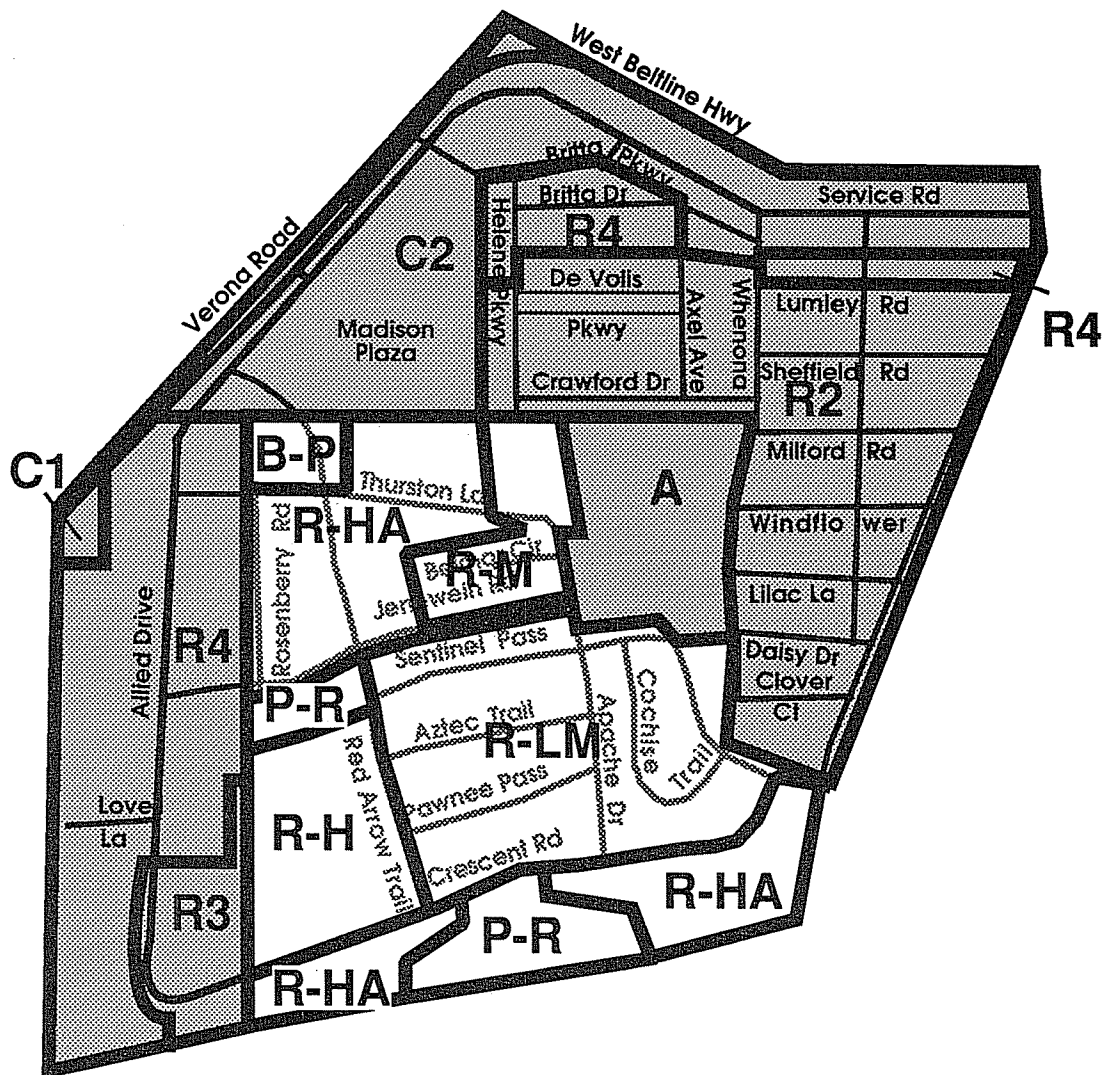 West Beltline Hwy
Britta Pkwy
Britta Dr
Service Rd
Verona Road
C2
Helene Pkwy
R4
De Volis
Pkwy
Axel Ave
Whenona
Lumley Rd
R4
Madison
Plaza
Crawford Dr
Sheffield Rd
R2
C1
B-P
Milford Rd
Thurston La
A
R-HA
Windflower
Rosenberry Rd
R-M
Lilac La
Allied Drive
R4
Sentinel Pass
Daisy Dr
Clover
Cl
P-R
Aztec Trail
R-LM
Apache Dr
Cochise
Trail
Red Arrow Trail
Pawnee Pass
Love
La
R-H
Crescent Rd
R3
R-HA
P-R
R-HA